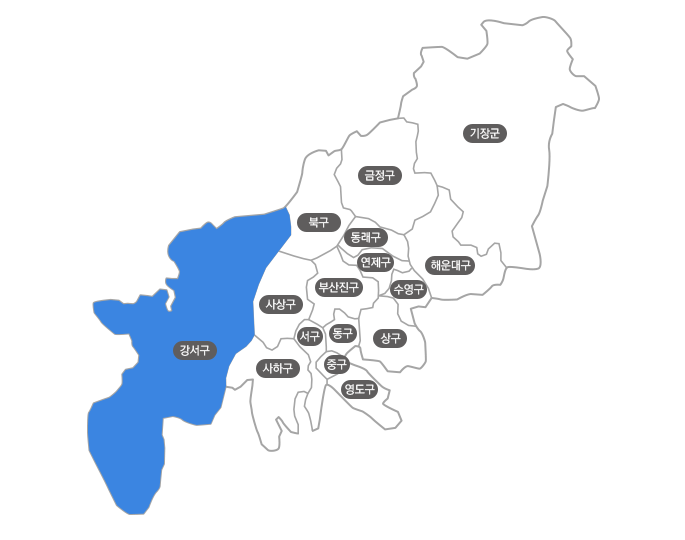 기장군
금정구
북구
동래구
연제구
해운대구
부산진구
수영구
사상구
서구
동구
상구
강서구
사하구
중구
영도구